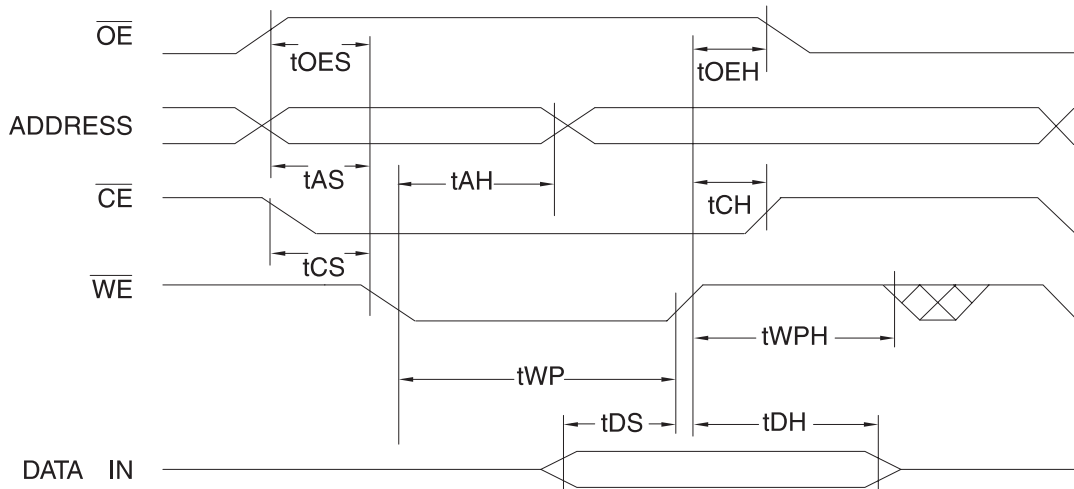 OE
tOES
tOEH
ADDRESS
tAS
tAH
CE
tCH
tCS
WE
tWPH
tWP
tDS
tDH
DATA IN